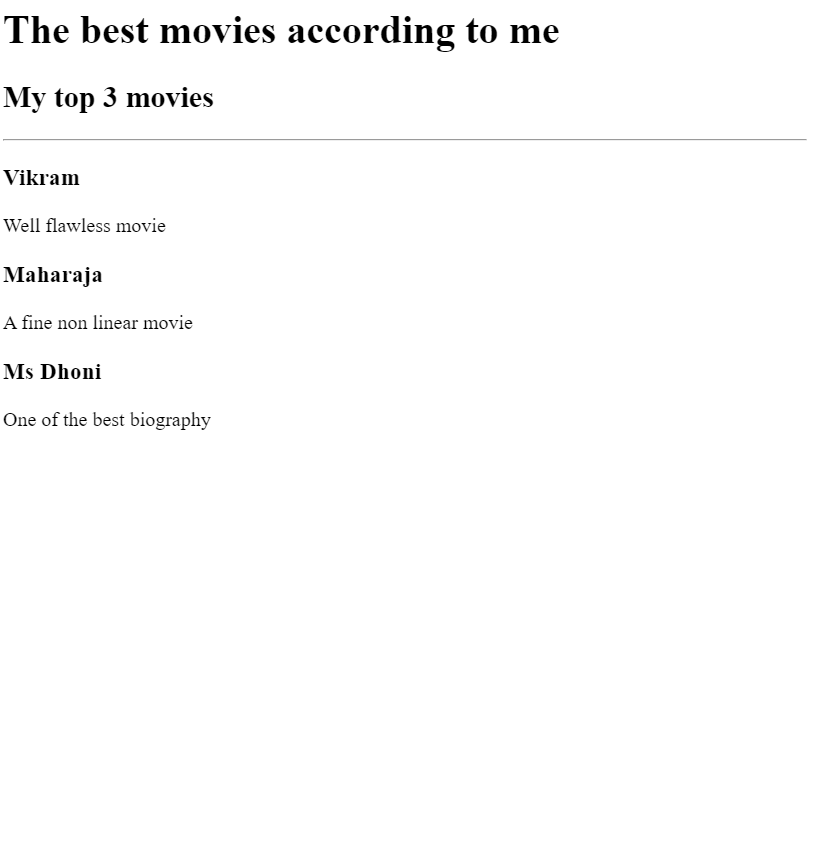 The best movies according to me
My top 3 movies
Vikram
Well flawless movie
Maharaja
A fine non linear movie
Ms Dhoni
One of the best biography